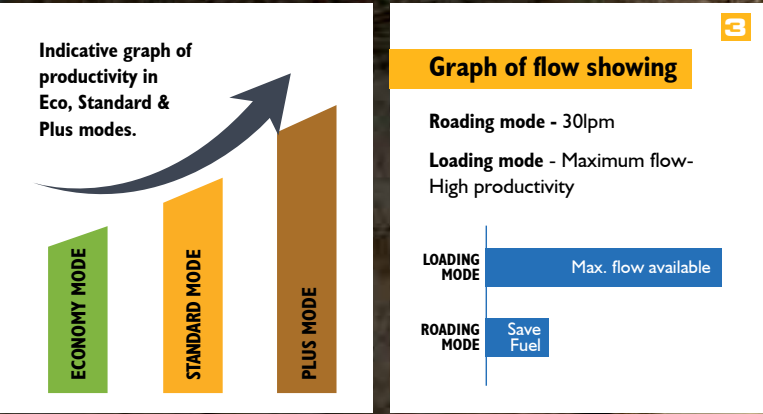 Indicative graph of
productivity in
Eco, Standard &
Plus modes.
ECONOMY MODE
STANDARD MODE
PLUS MODE
3
Graph of flow showing
Roading mode - 30lpm
Loading mode - Maximum flow-
High productivity
LOADING
MODE
Max. flow available
ROADING
MODE
Save
Fuel